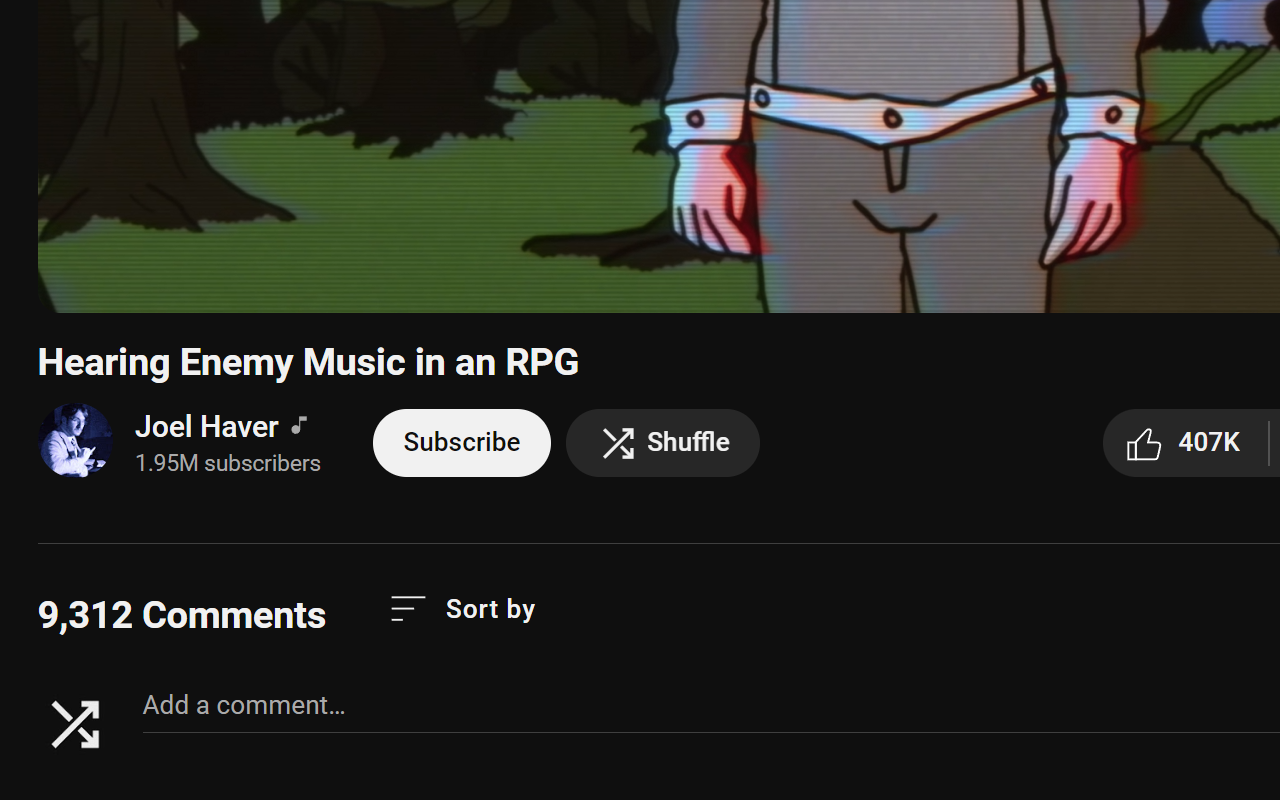 Hearing Enemy Music in an RPG
Joel Haver
1.95M subscribers
Subscribe
Shuffle
407K
9,312 Comments
Sort by
Add a comment...